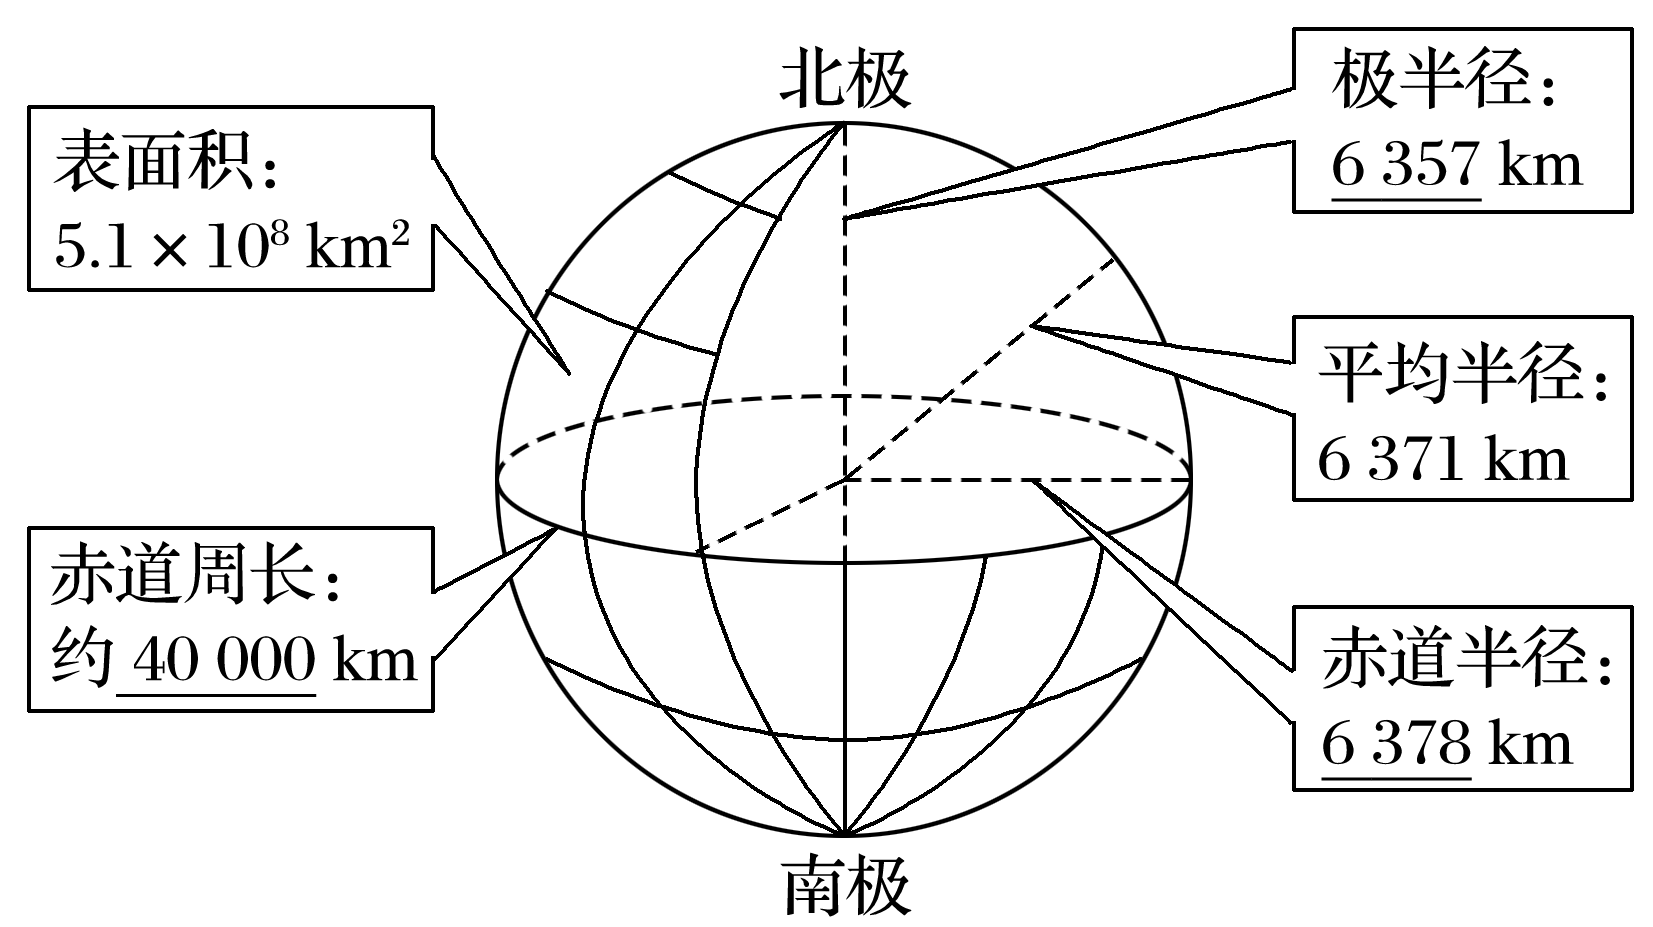 北极
极半径：
6 357 km
表面积：
5.1 × 10⁸ km²
平均半径：
6 371 km
赤道周长：
约 40 000 km
赤道半径：
6 378 km
南极